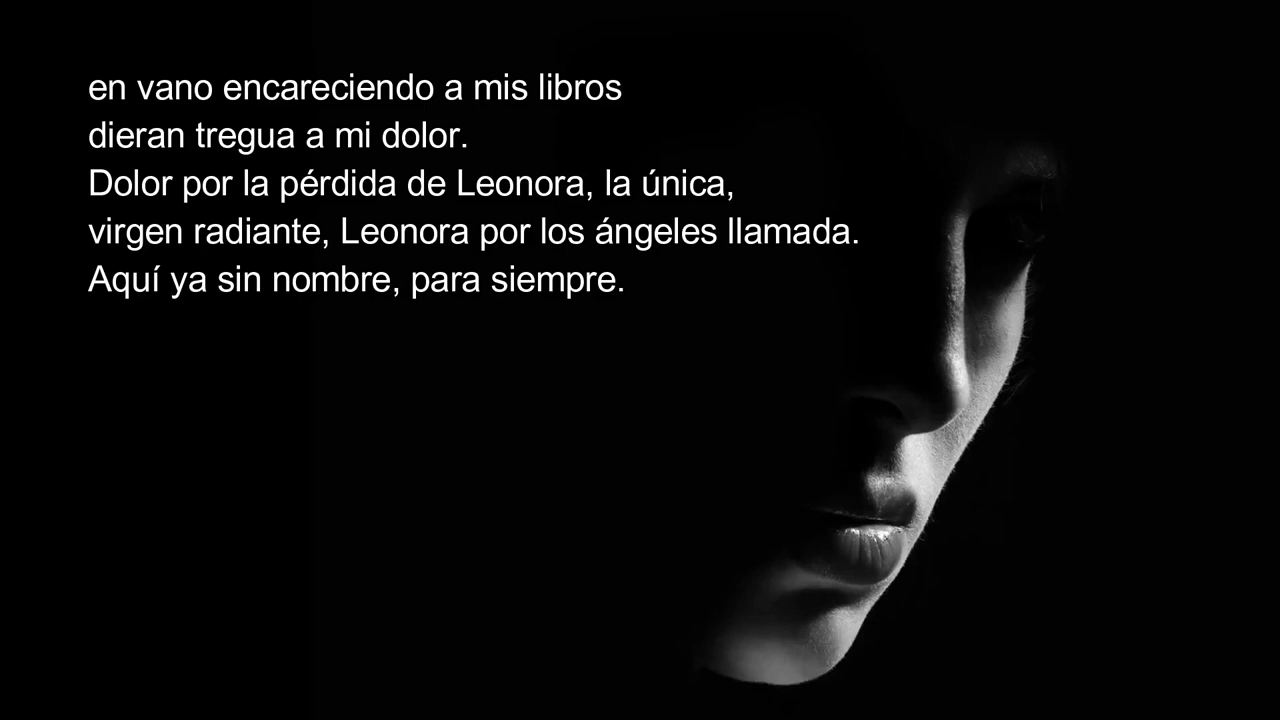 en vano encareciendo a mis libros
dieran tregua a mi dolor.
Dolor por la pérdida de Leonora, la única,
virgen radiante, Leonora por los ángeles llamada.
Aquí ya sin nombre, para siempre.